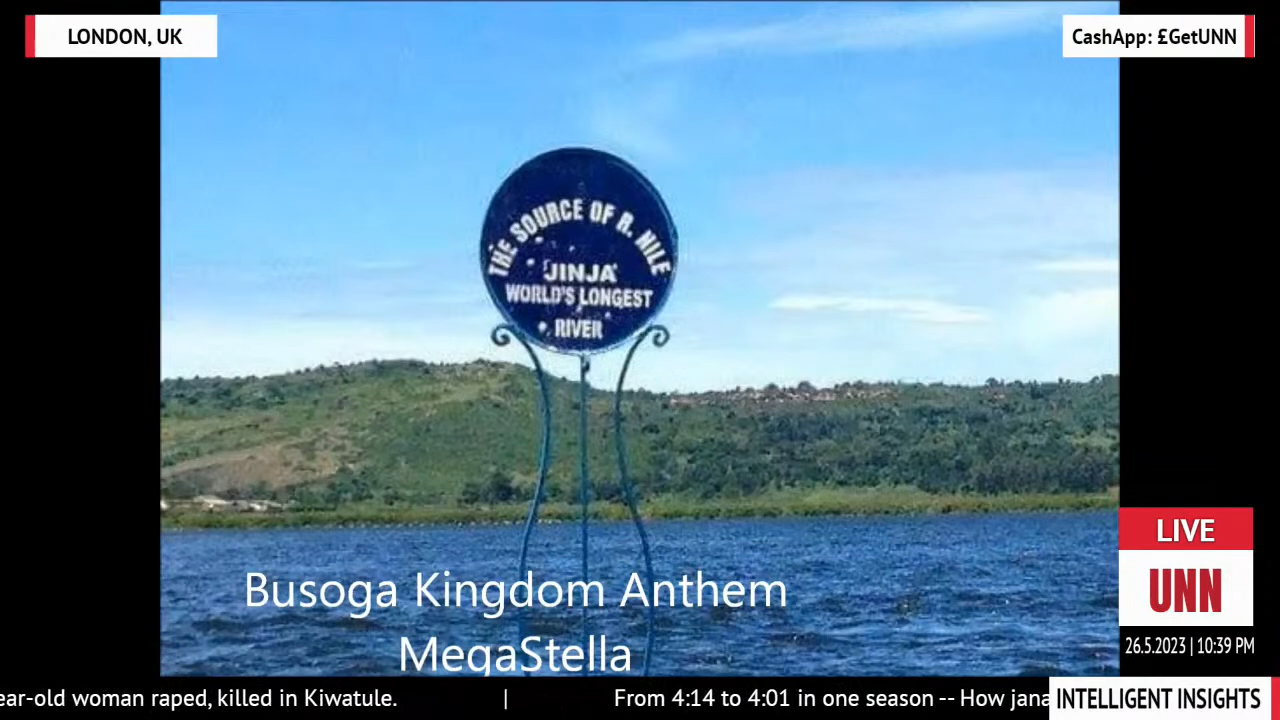 LONDON, UK
CashApp: £GetUNN
THE SOURCE OF R. NILE
JINJA
WORLD'S LONGEST
RIVER
LIVE
UNN
Busoga Kingdom Anthem
MegaStella
26.5.2023 | 10:39 PM
ear-old woman raped, killed in Kiwatule. | From 4:14 to 4:01 in one season -- How jana
INTELLIGENT INSIGHTS